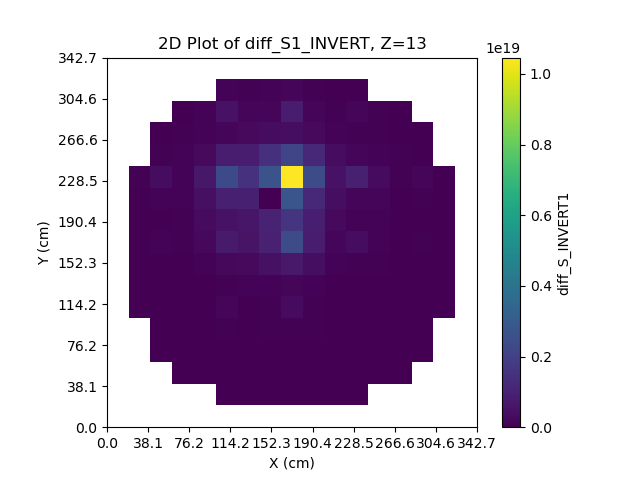 2D Plot of diff_S1_INVERT, Z=13
1e19
342.7
304.6
266.6
228.5
190.4
152.3
114.2
76.2
38.1
0.0
Y (cm)
0.0 38.1 76.2 114.2 152.3 190.4 228.5 266.6 304.6 342.7
X (cm)
1.0
0.8
0.6
0.4
0.2
0.0
diff_S_INVERT1